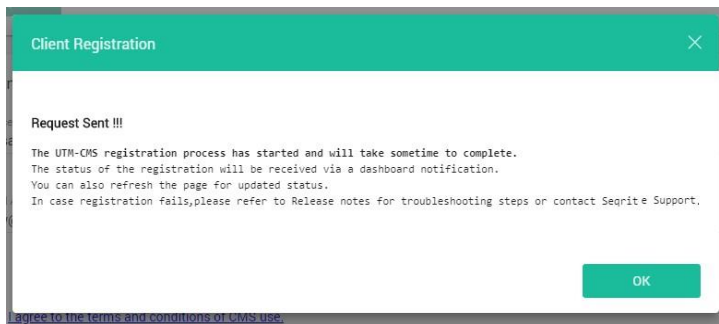 Client Registration
Request Sent !!!
The UTM-CMS registration process has started and will take sometime to complete.
The status of the registration will be received via a dashboard notification.
You can also refresh the page for updated status.
In case registration fails,please refer to Release notes for troubleshooting steps or contact Seqrite Support.
OK
I agree to the terms and conditions of CMS use.